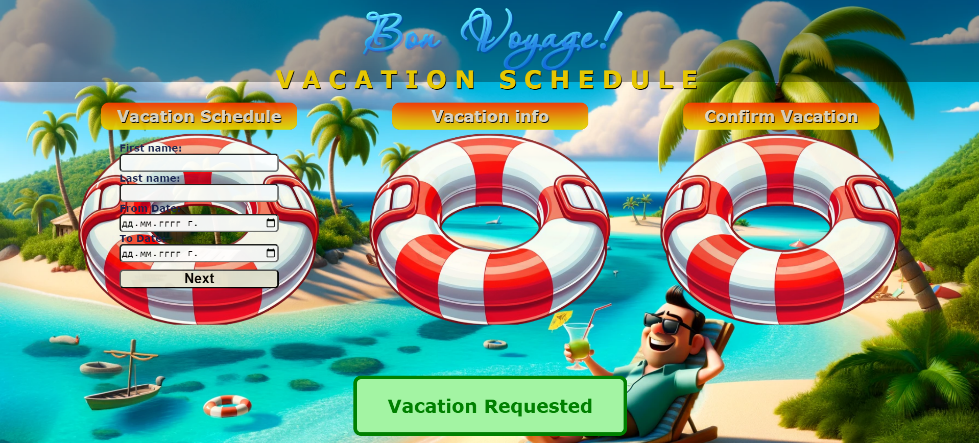 Bon Voyage!
VACATION SCHEDULE
Vacation Schedule
Vacation info
Confirm Vacation
First name:
Last name:
From Date:
дд.мм.гггг г.
To Date:
дд.мм.гггг г.
Next
Vacation Requested